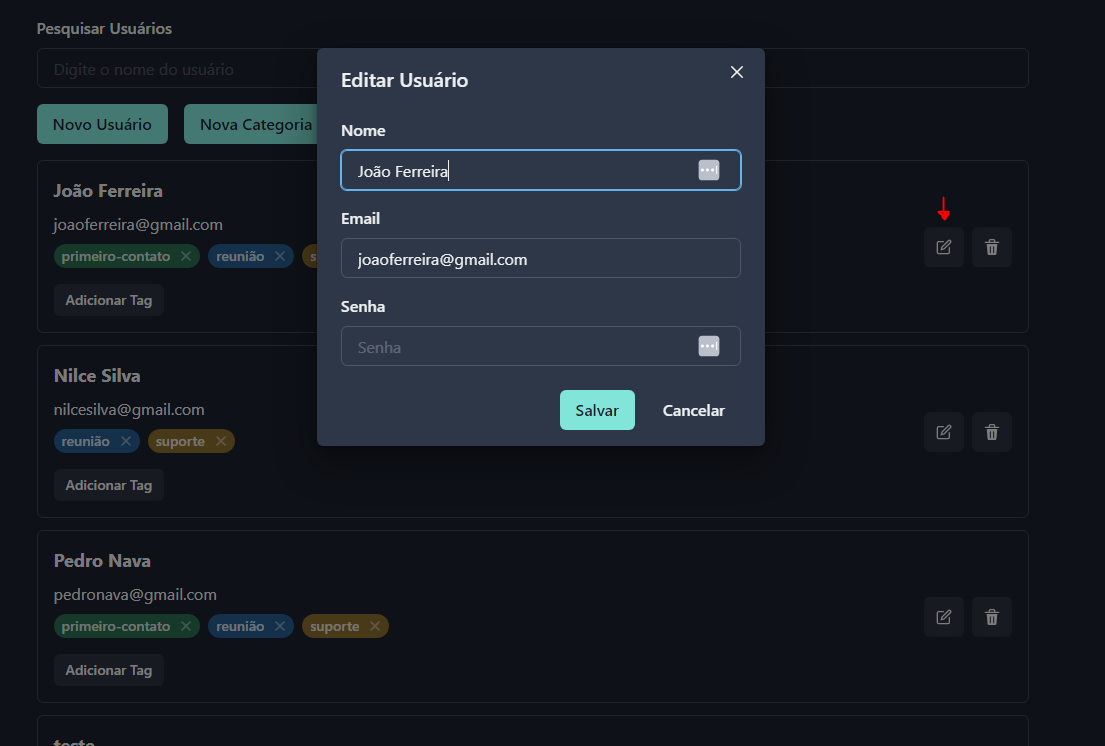 Pesquisar Usuários
Digite o nome do usuário
Novo Usuário
Nova Categoria
João Ferreira
joaoferreira@gmail.com
primeiro-contato
reunião
s
Adicionar Tag
Nilce Silva
nilcesilva@gmail.com
reunião
suporte
Adicionar Tag
Pedro Nava
pedronava@gmail.com
primeiro-contato
reunião
suporte
Adicionar Tag
teste
Editar Usuário
Nome
João Ferreira
Email
joaoferreira@gmail.com
Senha
Senha
Salvar
Cancelar